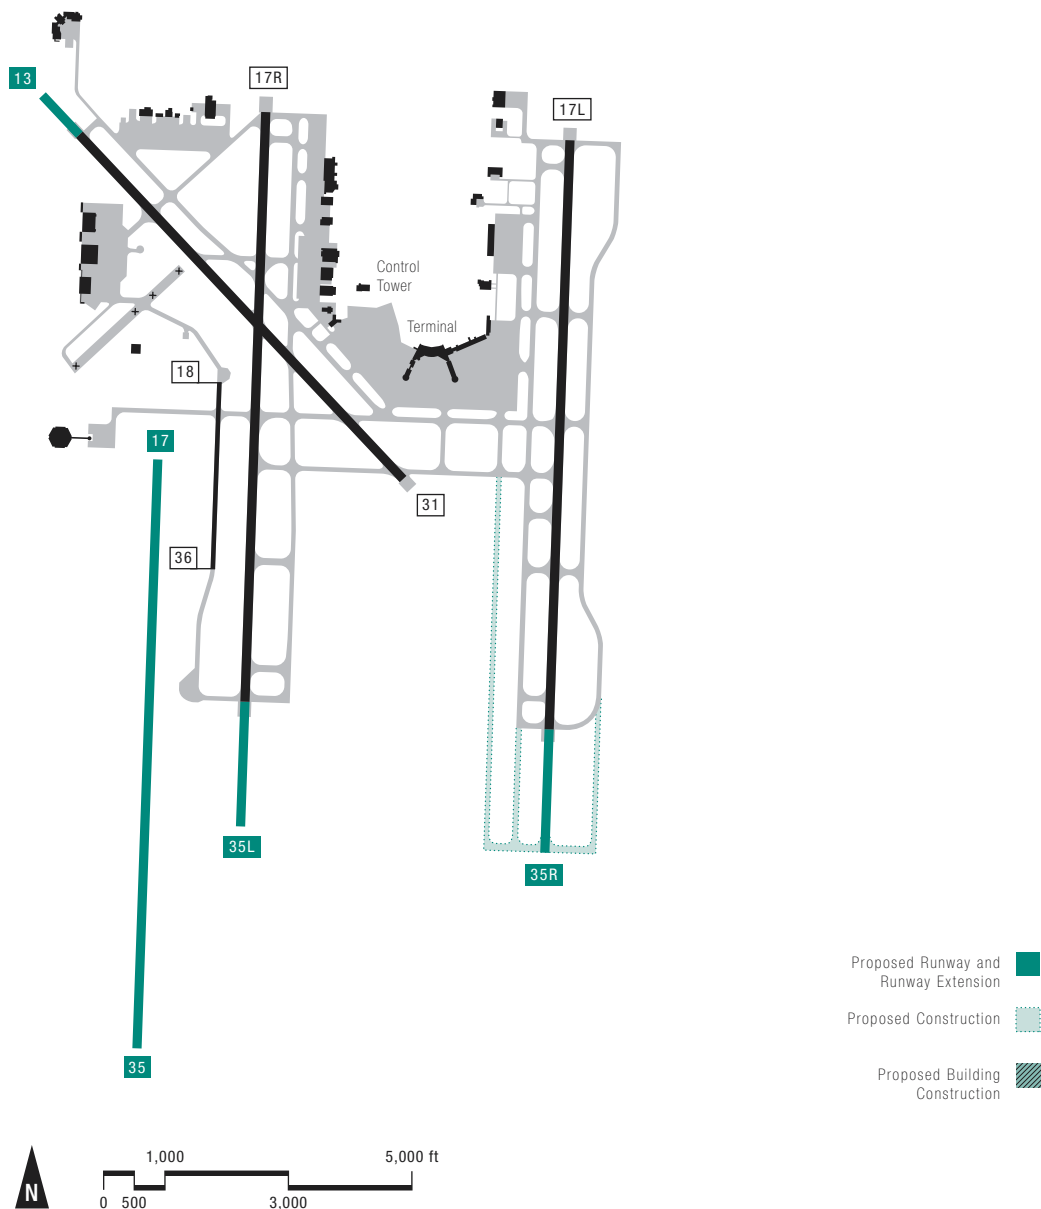 13
17R
17L
Control
Tower
Terminal
18
17
31
36
35L
35R
Proposed Runway and
Runway Extension
Proposed Construction
Proposed Building
Construction
35
1,000
5,000 ft
N
0
500
3,000